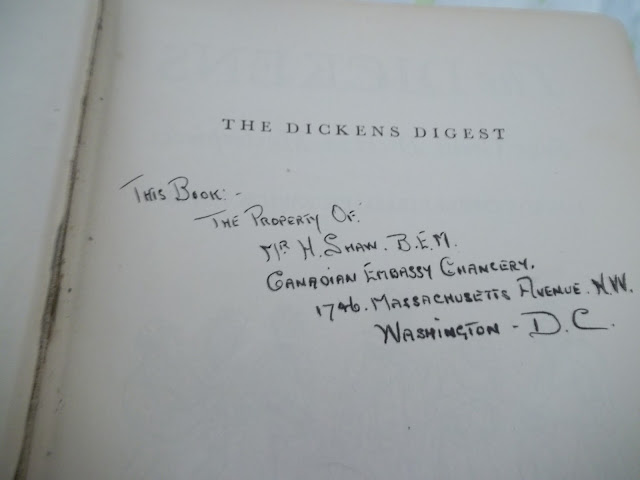 THE DICKENS DIGEST
THIS BOOK:-
THE PROPERTY OF:
MR H. SHAW. B.E.M.
CANADIAN EMBASSY CHANCERY.
1746. MASSACHUSETTS AVENUE. N.W.
WASHINGTON - D.C.